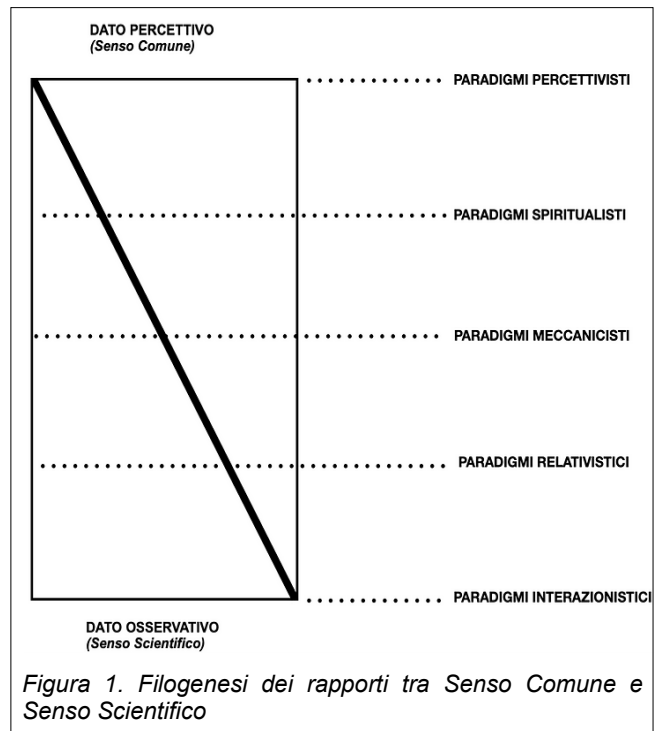 DATO PERCETTIVO
(Senso Comune)
PARADIGMI PERCETTIVISTI
PARADIGMI SPIRITUALISTI
PARADIGMI MECCANICISTI
PARADIGMI RELATIVISTICI
PARADIGMI INTERAZIONISTICI
DATO OSSERVATIVO
(Senso Scientifico)
Figura 1. Filogenesi dei rapporti tra Senso Comune e
Senso Scientifico